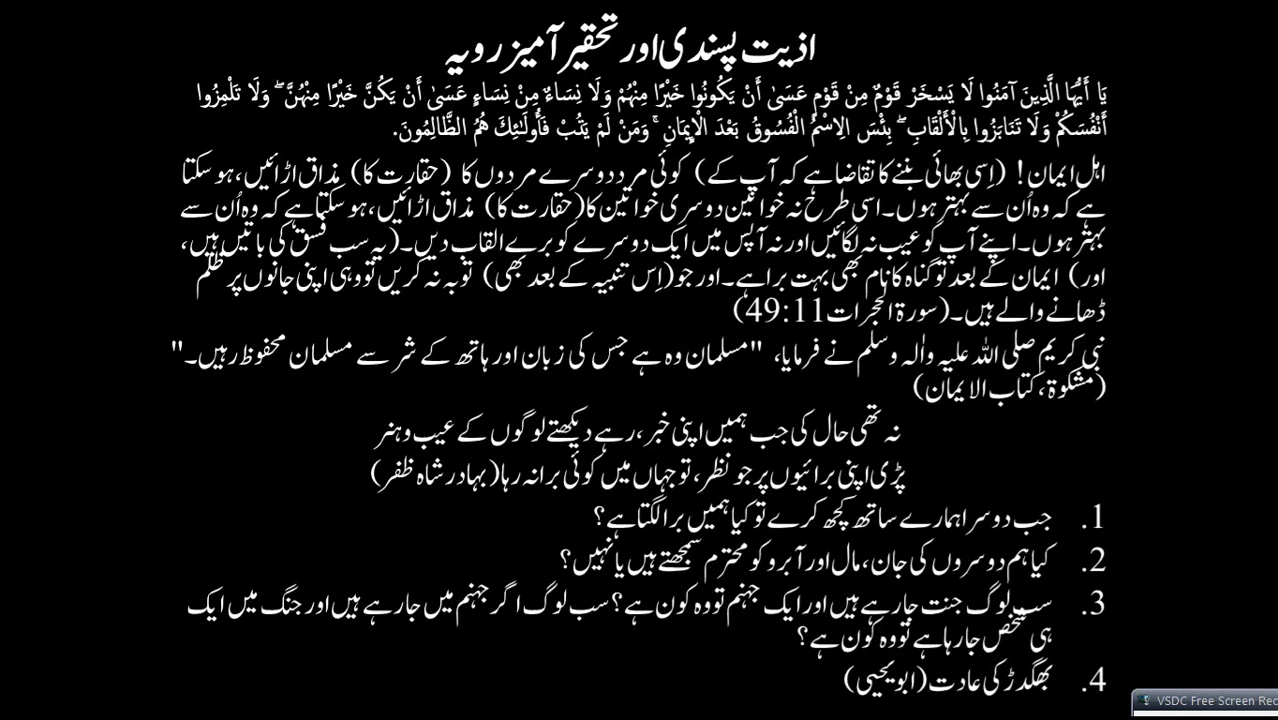 اذیت پسندی اور تحقیر آمیز رویہ
يَا أَيُّهَا الَّذِينَ آمَنُوا لَا يَسْخَرْ قَوْمٌ مِنْ قَوْمٍ عَسَىٰ أَنْ يَكُونُوا خَيْرًا مِنْهُمْ وَلَا نِسَاءٌ مِنْ نِسَاءٍ عَسَىٰ أَنْ يَكُنَّ خَيْرًا مِنْهُنَّ ۖ وَلَا تَلْمِزُوا
أَنْفُسَكُمْ وَلَا تَنَابَزُوا بِالْأَلْقَابِ ۖ بِئْسَ الِاسْمُ الْفُسُوقُ بَعْدَ الْإِيمَانِ ۚ وَمَنْ لَمْ يَتُبْ فَأُولَـٰئِكَ هُمُ الظَّالِمُونَ.
اہل ایمان! (اِسی بھائی بننے کا تقاضا ہے کہ آپ کے) کوئی مرد دوسرے مردوں کا (حقارت کا) مذاق اڑائیں، ہو سکتا
ہے کہ وہ اُن سے بہتر ہوں۔ اسی طرح نہ خواتین دوسری خواتین کا (حقارت کا) مذاق اڑائیں، ہو سکتا ہے کہ وہ اُن سے
بہتر ہوں۔ اپنے آپ کو عیب نہ لگائیں اور نہ آپس میں ایک دوسرے کو برے القاب دیں۔ (یہ سب فسق کی باتیں ہیں،
اور) ایمان کے بعد تو گناہ کا نام بھی بہت برا ہے۔ اور جو (اِس تنبیہ کے بعد بھی) توبہ نہ کریں تو وہی اپنی جانوں پر ظلم
ڈھانے والے ہیں۔ (سورۃ الحجرات 49:11)
نبی کریم صلی اللہ علیہ واٰلہ وسلم نے فرمایا، "مسلمان وہ ہے جس کی زبان اور ہاتھ کے شر سے مسلمان محفوظ رہیں۔"
(مشکوۃ، کتاب الایمان)
نہ تھی حال کی جب ہمیں اپنی خبر، رہے دیکھتے لوگوں کے عیب و ہنر
پڑی اپنی برائیوں پر جو نظر، تو جہاں میں کوئی برا نہ رہا (بہادر شاہ ظفر)
1. جب دوسرا ہمارے ساتھ کچھ کرے تو کیا ہمیں برا لگتا ہے؟
2. کیا ہم دوسروں کی جان، مال اور آبرو کو محترم سمجھتے ہیں یا نہیں؟
3. سب لوگ جنت جا رہے ہیں اور ایک جہنم تو وہ کون ہے؟ سب لوگ اگر جہنم میں جا رہے ہیں اور جنگ میں ایک
ہی شخص جا رہا ہے تو وہ کون ہے؟
4. بھگدڑ کی عادت (ابو یحیی)
VSDC Free Screen Rec